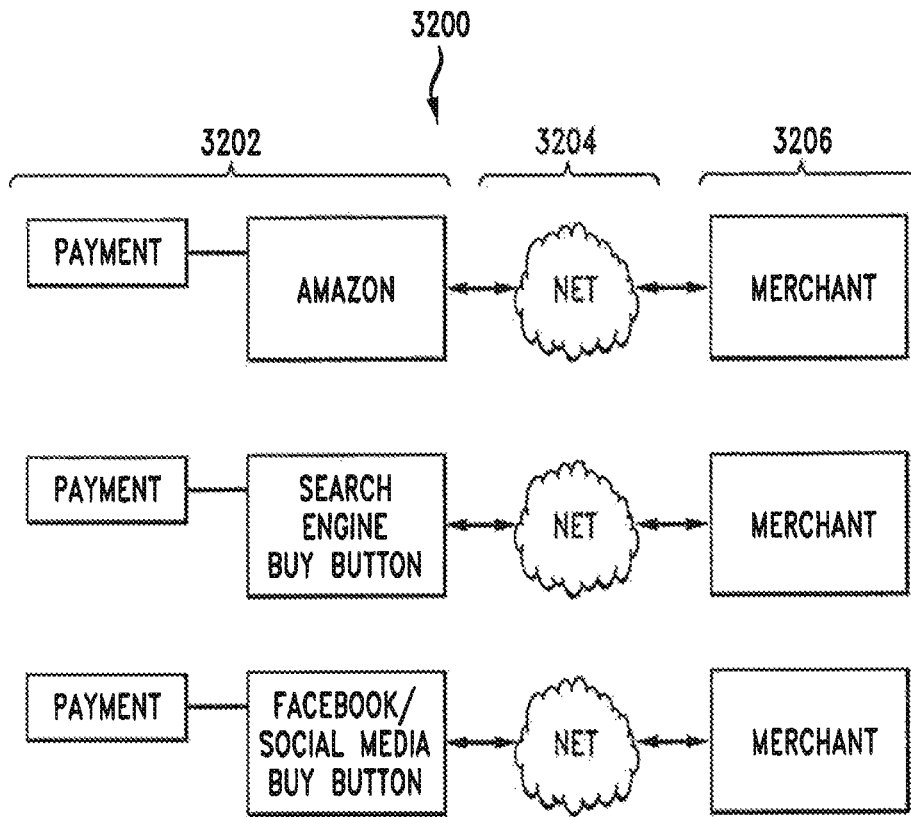 3200
3202
3204
3206
PAYMENT
AMAZON
NET
MERCHANT
PAYMENT
SEARCH
ENGINE
BUY BUTTON
NET
MERCHANT
PAYMENT
FACEBOOK/
SOCIAL MEDIA
BUY BUTTON
NET
MERCHANT